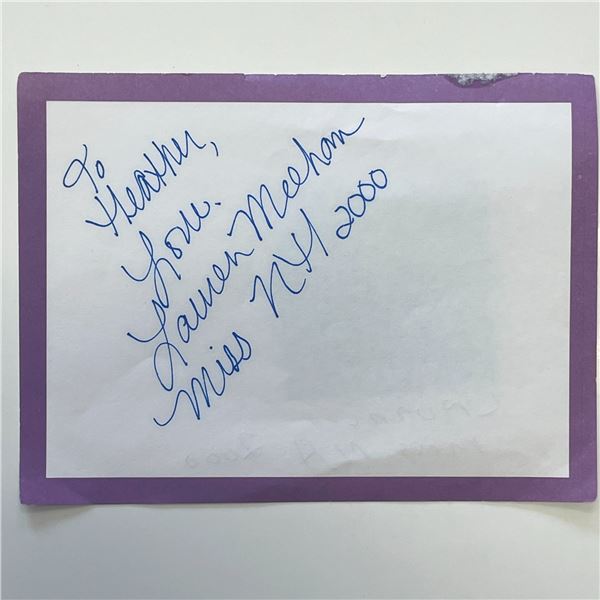 To
Heather,
Love.
Lauren Meehan
Miss NH 2000